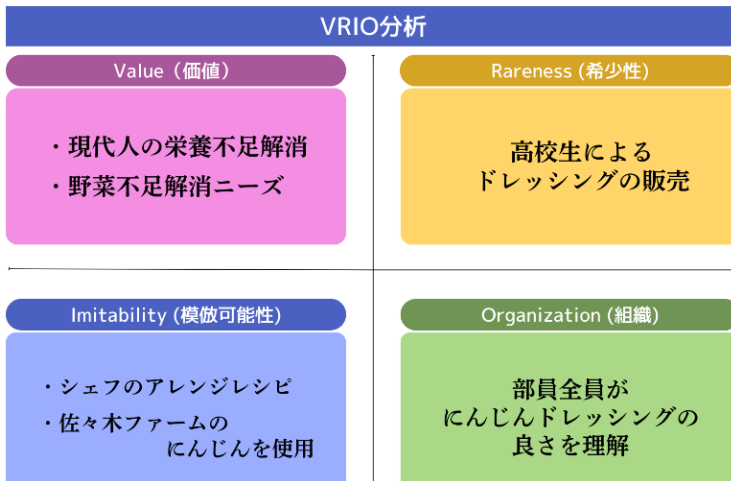 VRIO分析
Value（価値）
・現代人の栄養不足解消
・野菜不足解消ニーズ
Rareness (希少性)
高校生による
ドレッシングの販売
Imitability (模倣可能性)
・シェフのアレンジレシピ
・佐々木ファームの
にんじんを使用
Organization (組織)
部員全員が
にんじんドレッシングの
良さを理解